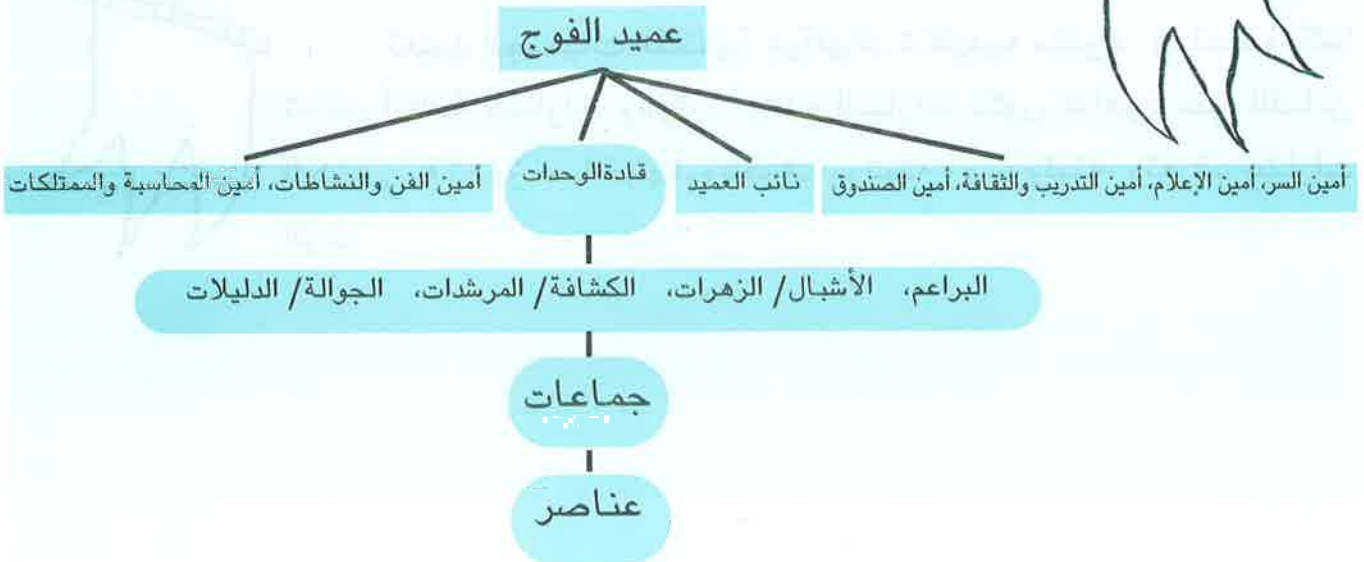 عميد الفوج
أمين السر، أمين الإعلام، أمين التدريب والثقافة، أمين الصندوق
نائب العميد
قادةالوحدات
أمين الفن والنشاطات، أمين المحاسبة والممتلكات
البراعم، الأشبال/ الزهرات، الكشافة/ المرشدات، الجوالة/ الدليلات
جماعات
عناصر